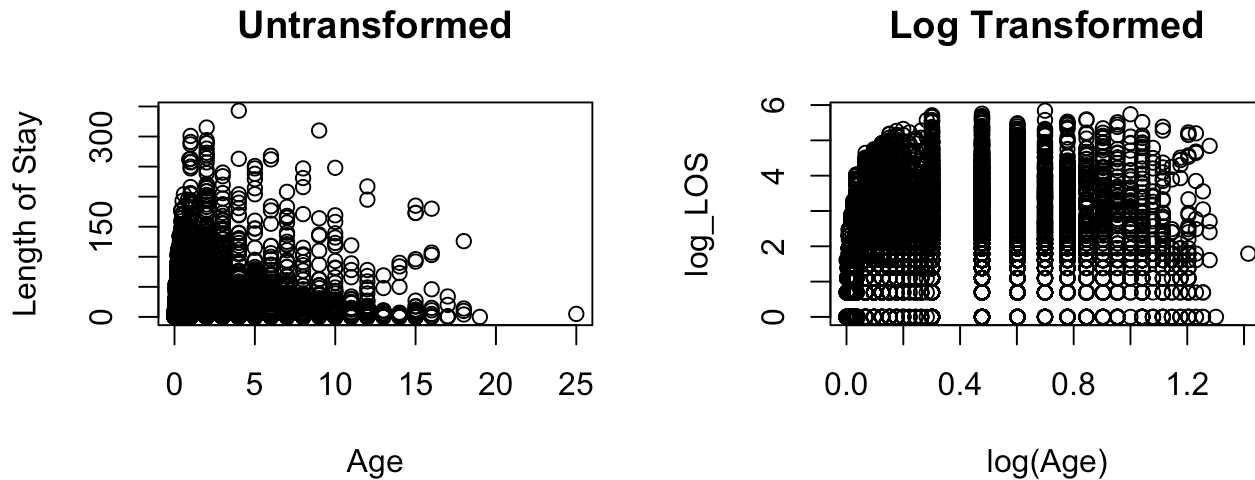 Untransformed
Length of Stay
0 150 300
0 5 10 15 20 25
Age
Log Transformed
log_LOS
0 2 4 6
0.0 0.4 0.8 1.2
log(Age)